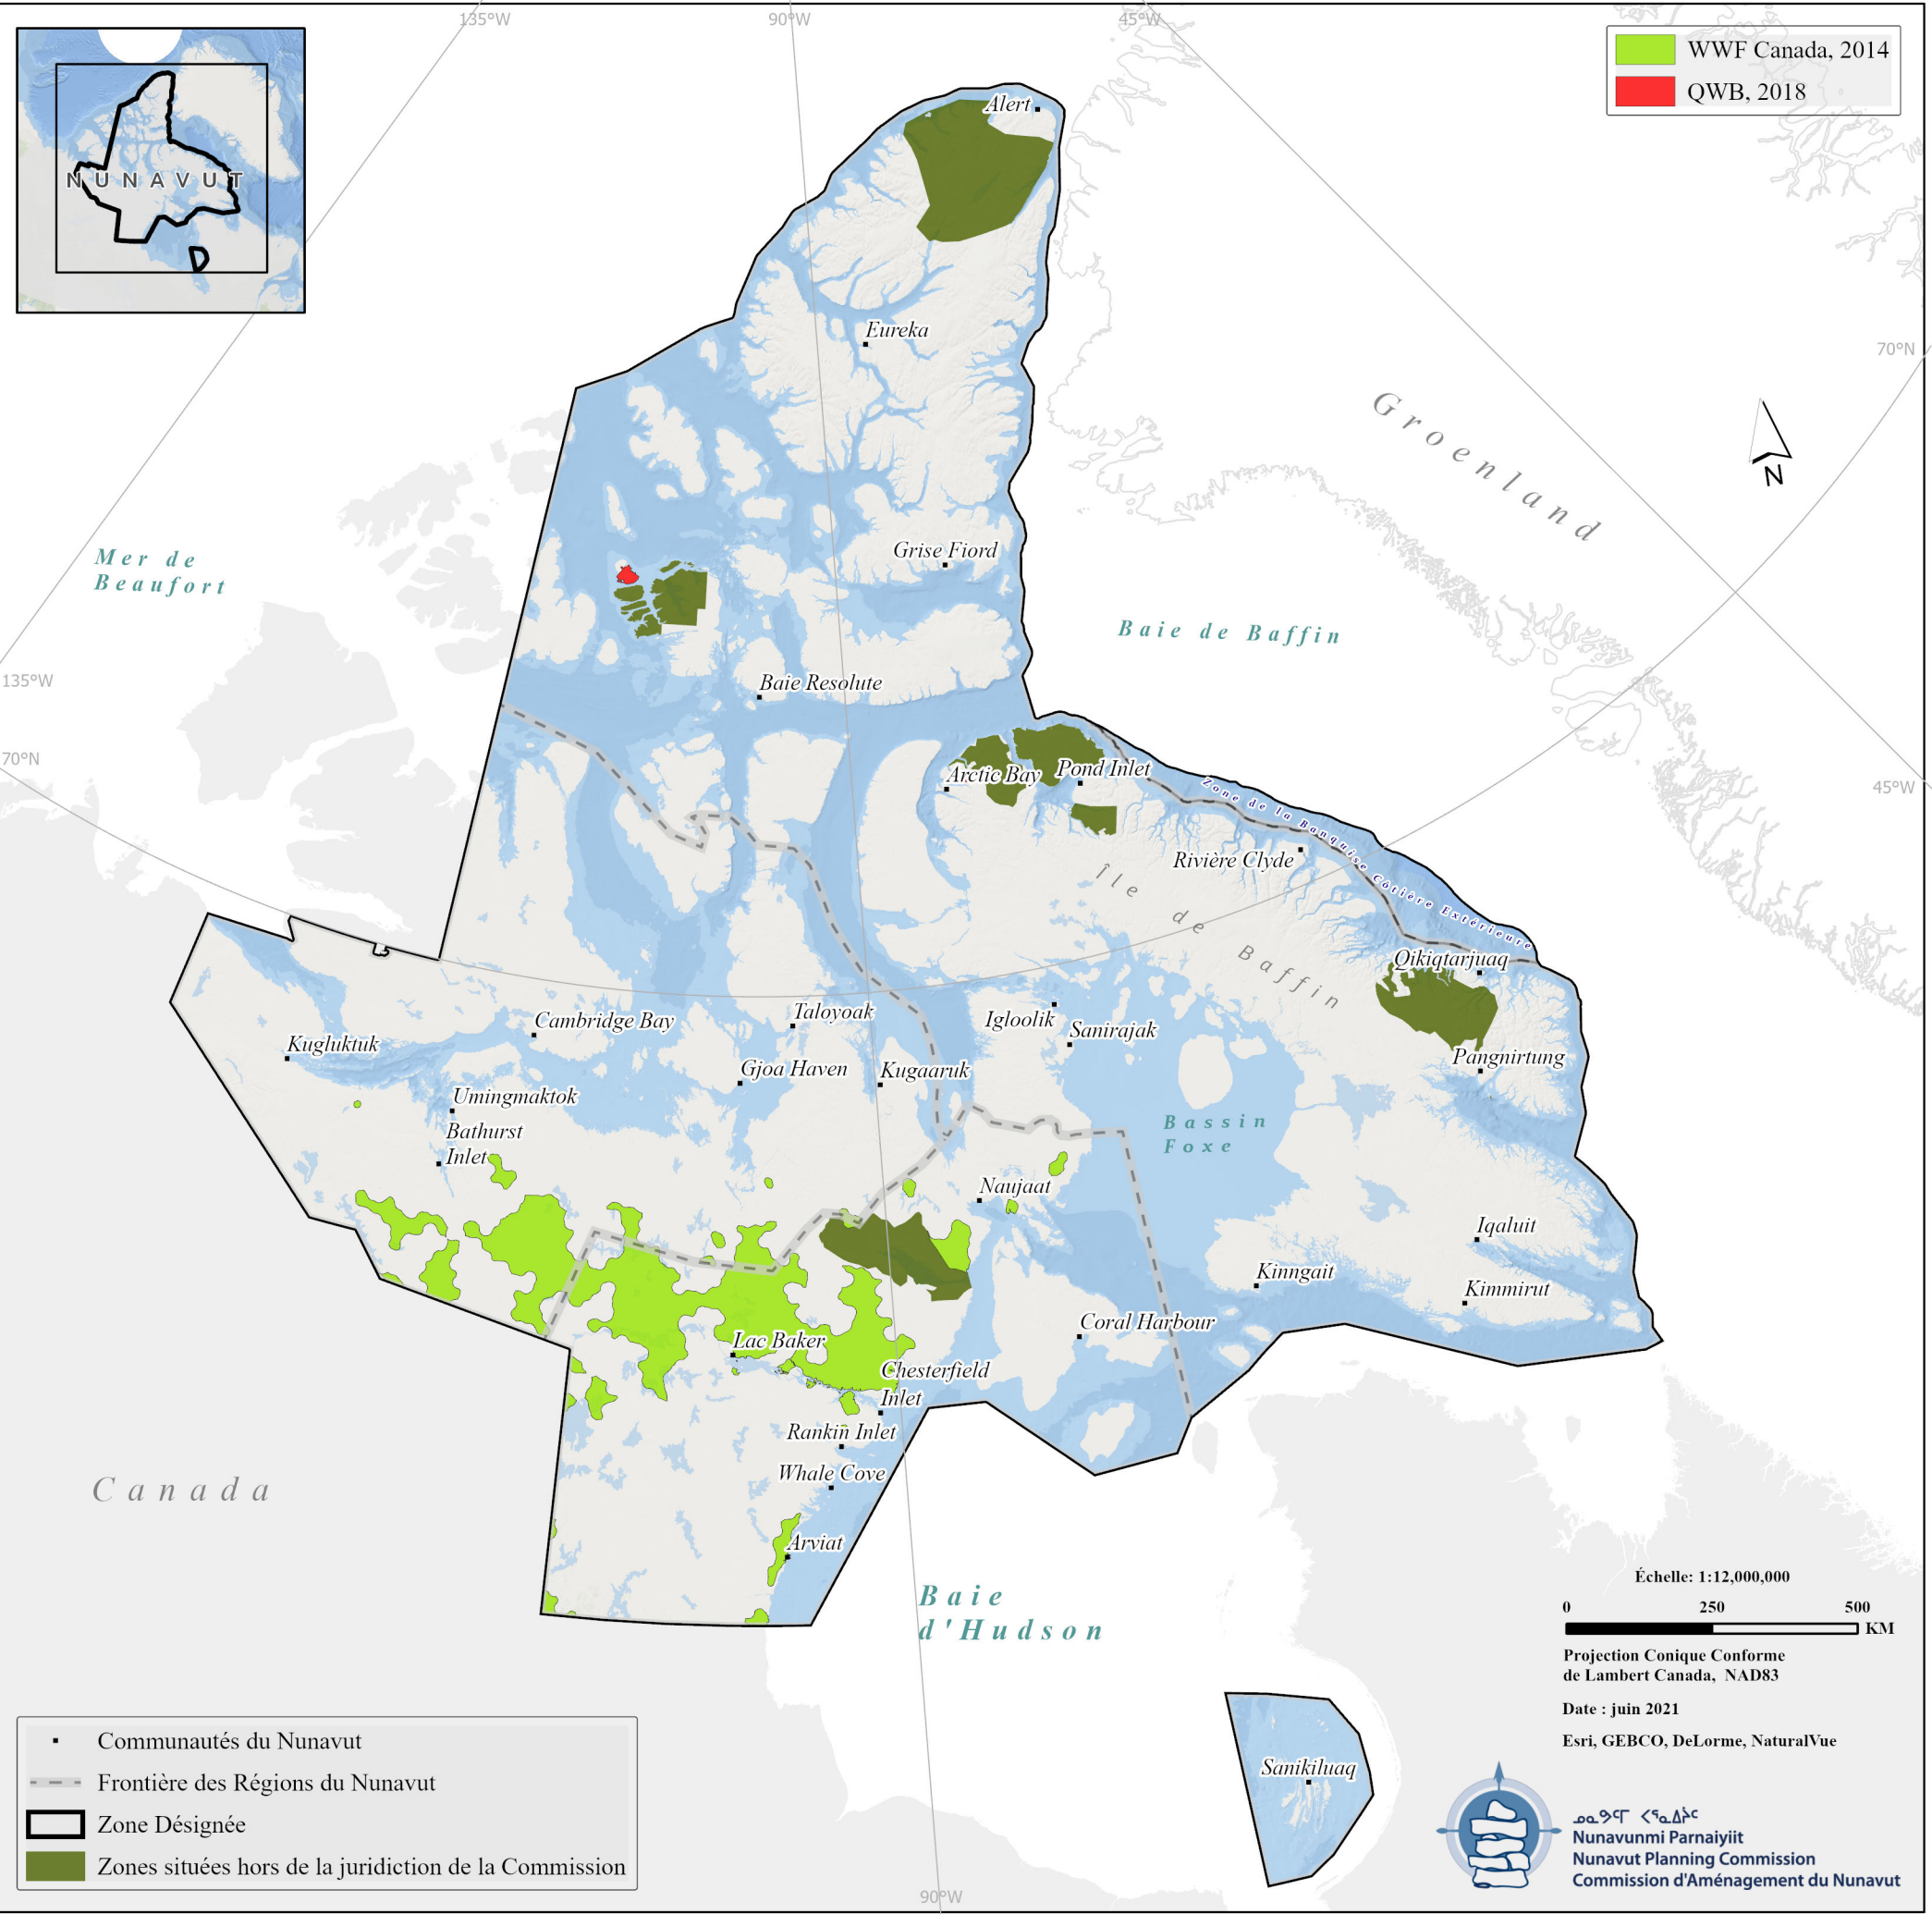 135°W
90°W
45°W
WWF Canada, 2014
QWB, 2018
NUNAVUT
Alert
Eureka
70°N
Groenland
N
Grise Fiord
Mer de
Beaufort
Baie de Baffin
135°W
Baie Resolute
70°N
Arctic Bay
Pond Inlet
Zone de la Banquise Côtière Extérieure
45°W
Rivière Clyde
Île de Baffin
Qikiqtarjuaq
Cambridge Bay
Taloyoak
Igloolik
Sanirajak
Kugluktuk
Pangnirtung
Gjoa Haven
Kugaaruk
Umingmaktok
Bathurst
Inlet
Bassin
Foxe
Naujaat
Iqaluit
Kinngait
Kimmirut
Coral Harbour
Lac Baker
Chesterfield
Inlet
Rankin Inlet
Whale Cove
Canada
Arviat
Baie
d'Hudson
Échelle: 1:12,000,000
0 250 500
KM
Projection Conique Conforme
de Lambert Canada, NAD83
Date : juin 2021
Esri, GEBCO, DeLorme, NaturalVue
Communautés du Nunavut
Frontière des Régions du Nunavut
Zone Désignée
Zones situées hors de la juridiction de la Commission
Sanikiluaq
ᓄᓇᕗᑦᒥ ᐸᕐᓇᐃᔩᑦ
Nunavunmi Parnaiyiit
Nunavut Planning Commission
Commission d'Aménagement du Nunavut
90°W